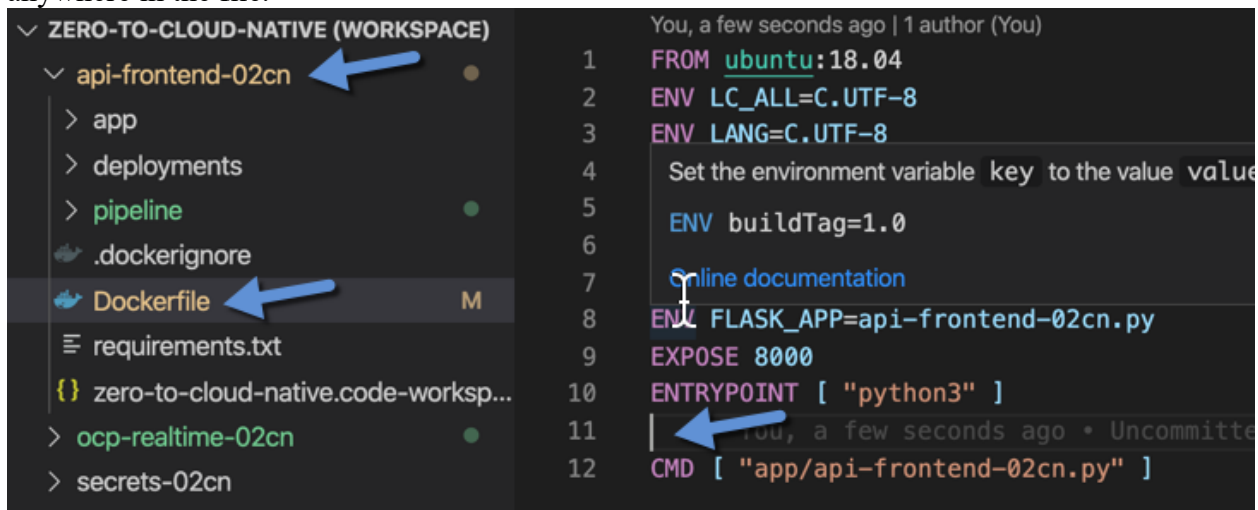 ZERO-TO-CLOUD-NATIVE (WORKSPACE)
api-frontend-02cn
app
deployments
pipeline
.dockerignore
Dockerfile M
requirements.txt
{} zero-to-cloud-native.code-worksp...
ocp-realtime-02cn
secrets-02cn
You, a few seconds ago | 1 author (You)
1 FROM ubuntu:18.04
2 ENV LC_ALL=C.UTF-8
3 ENV LANG=C.UTF-8
4 Set the environment variable key to the value value
5 ENV buildTag=1.0
6
7 Online documentation
8 ENV FLASK_APP=api-frontend-02cn.py
9 EXPOSE 8000
10 ENTRYPOINT [ "python3" ]
11 You, a few seconds ago • Uncommitte
12 CMD [ "app/api-frontend-02cn.py" ]